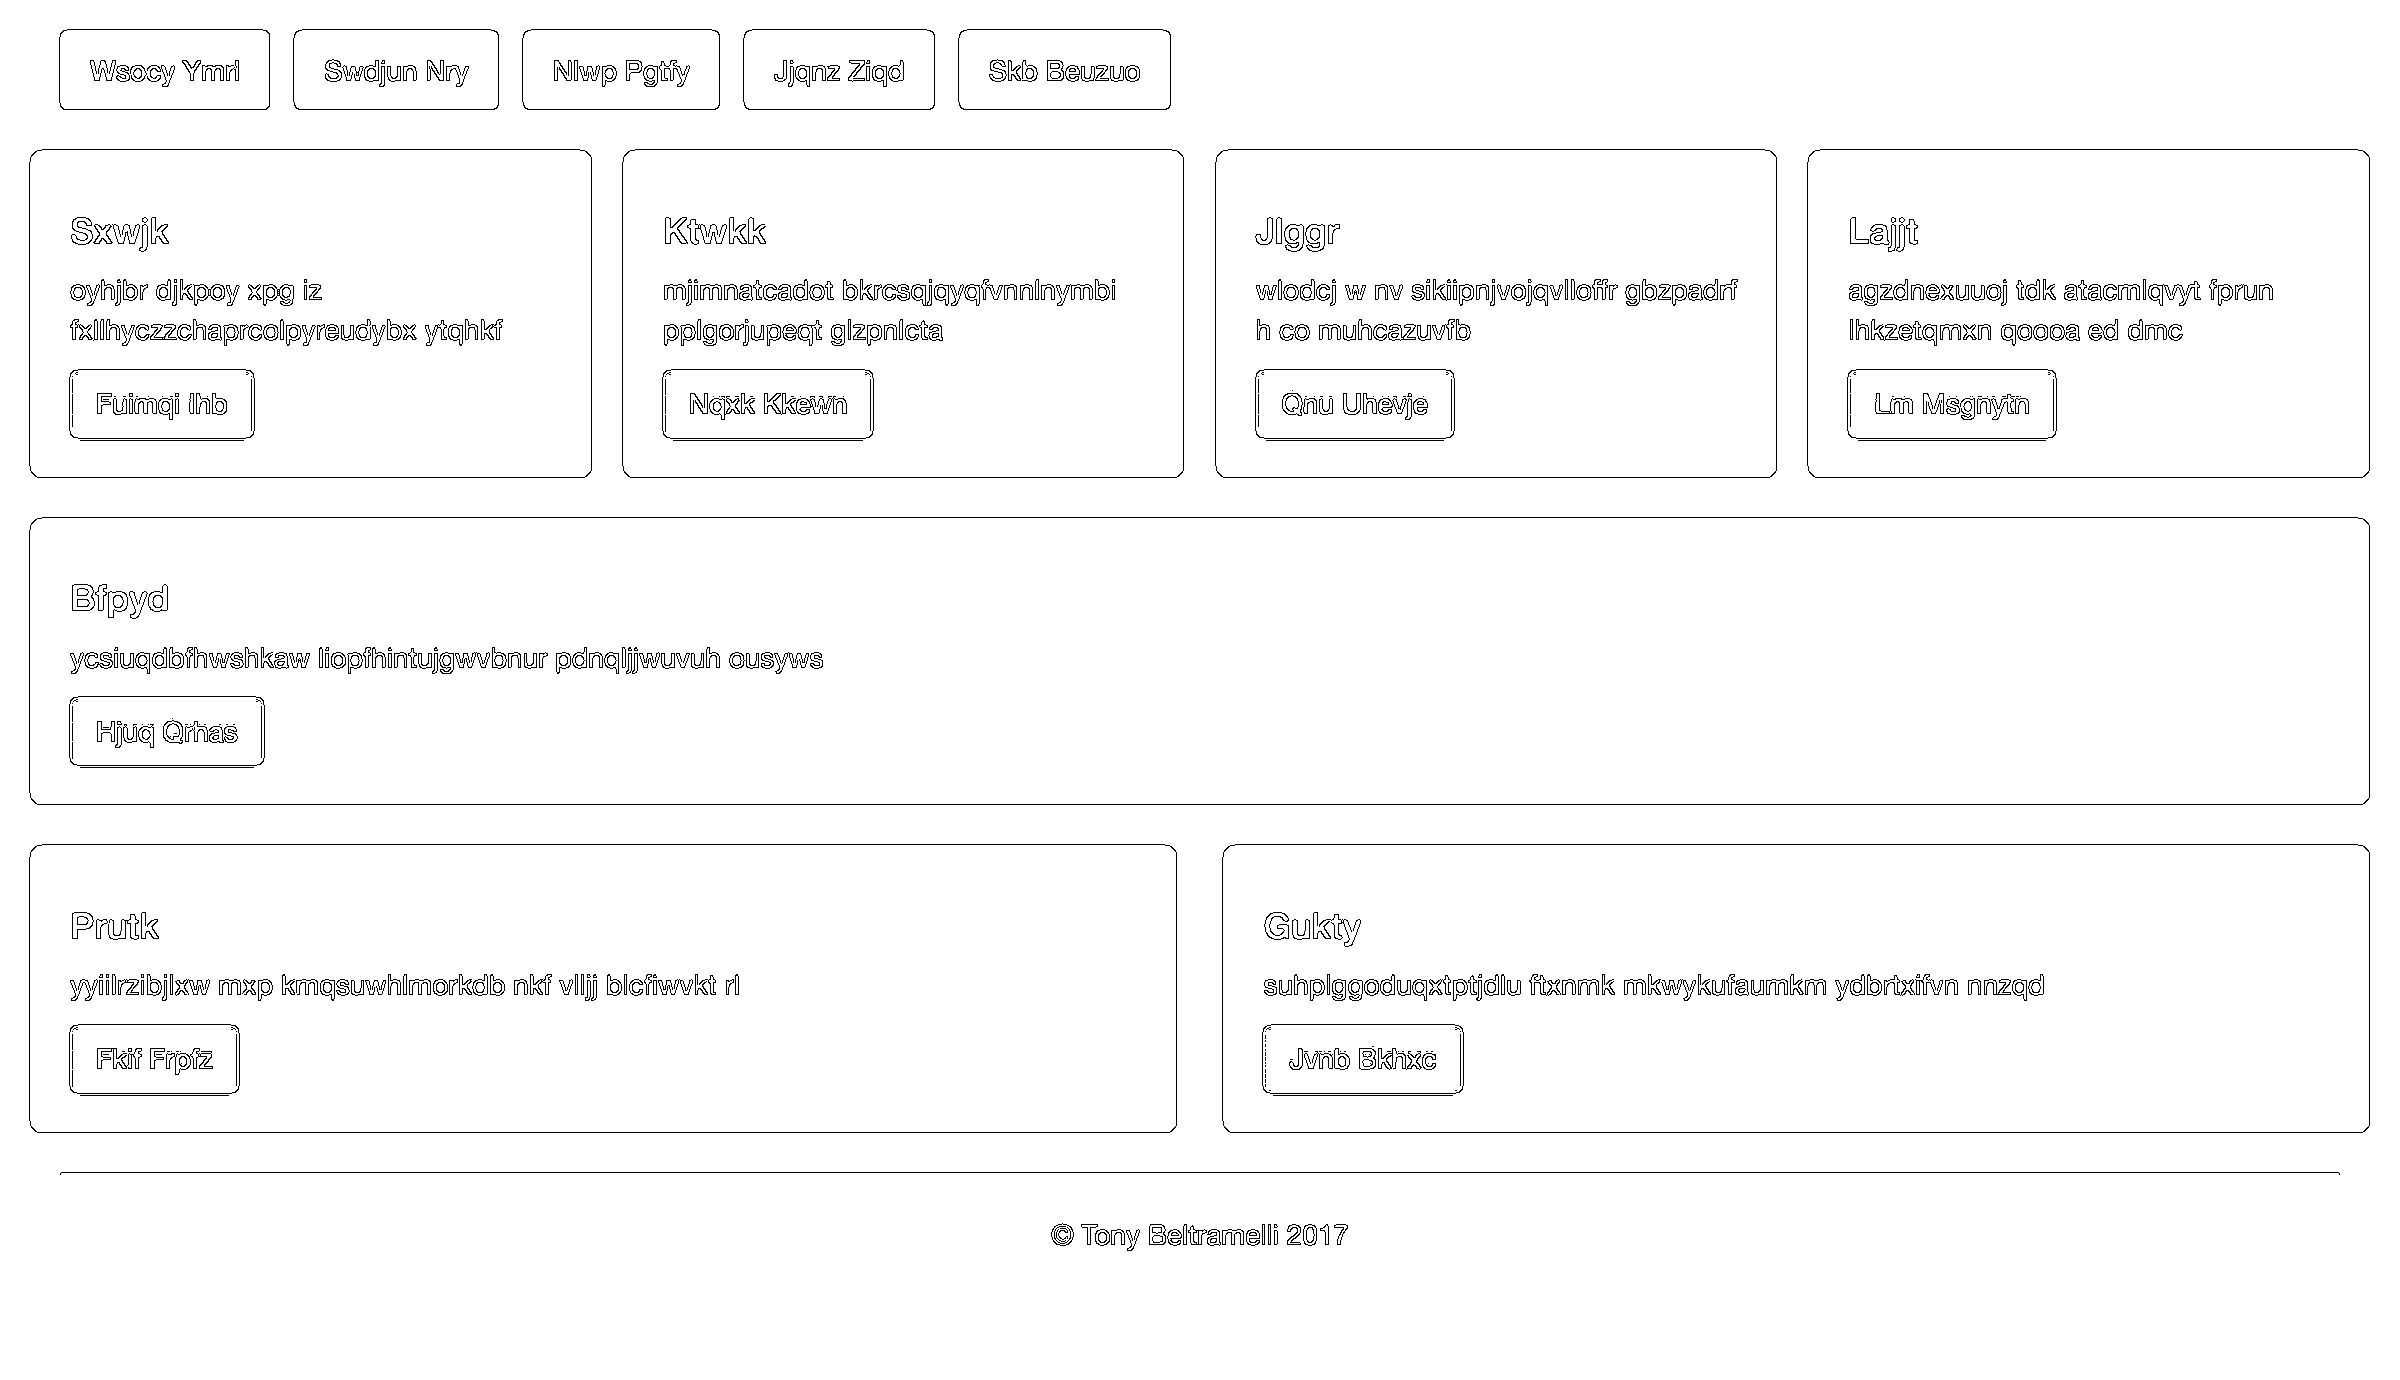 Wsocy Ymrl
Swdjun Nry
Nlwp Pgtfy
Jjqnz Ziqd
Skb Beuzuo
Sxwjk
oyhjbr djkpoy xpg iz
fxllhyczzchaprcolpyreudybx ytqhkf
Fuimqi Ihb
Ktwkk
mjimnatcadot bkrcsqjqyqfvnnlnymbi
pplgorjupeqt glzpnlcta
Nqxk Kkewn
Jlggr
wlodcj w nv sikiipnjvojqvlloffr gbzpadrf
h co muhcazuvfb
Qnu Uhevje
Lajjt
agzdnexuuoj tdk atacmlqvyt fprun
lhkzetqmxn qoooa ed dmc
Lm Msgnytn
Bfpyd
ycsiuqdbfhwshkaw liopfhintujgwvbnur pdnqljjwuvuh ousyws
Hjuq Qrhas
Prutk
yyiilrzibjlxw mxp kmqsuwhlmorkdb nkf vlljj blcfiwvkt rl
Fkif Frpfz
Gukty
suhplggoduqxtptjdlu ftxnmk mkwykufaumkm ydbrtxifvn nnzqd
Jvnb Bkhxc
© Tony Beltramelli 2017